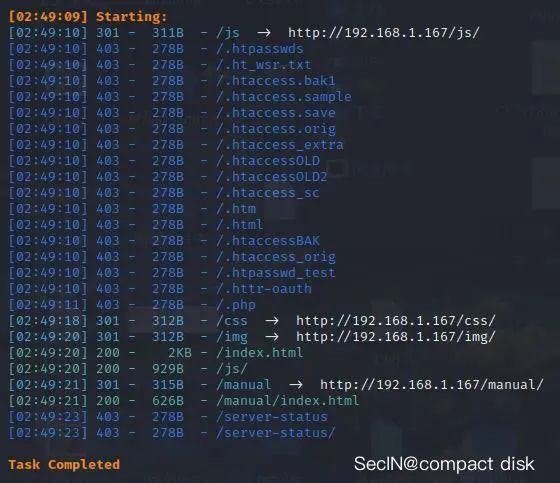 [02:49:09] Starting:
[02:49:10] 301 - 311B - /js -> http://192.168.1.167/js/
[02:49:10] 403 - 278B - /.htpasswds
[02:49:10] 403 - 278B - /.ht_wsr.txt
[02:49:10] 403 - 278B - /.htaccess.bak1
[02:49:10] 403 - 278B - /.htaccess.sample
[02:49:10] 403 - 278B - /.htaccess.save
[02:49:10] 403 - 278B - /.htaccess.orig
[02:49:10] 403 - 278B - /.htaccess_extra
[02:49:10] 403 - 278B - /.htaccessOLD
[02:49:10] 403 - 278B - /.htaccessOLD2
[02:49:10] 403 - 278B - /.htaccess_sc
[02:49:10] 403 - 278B - /.htm
[02:49:10] 403 - 278B - /.html
[02:49:10] 403 - 278B - /.htaccessBAK
[02:49:10] 403 - 278B - /.htaccess_orig
[02:49:10] 403 - 278B - /.htpasswd_test
[02:49:10] 403 - 278B - /.httr-oauth
[02:49:11] 403 - 278B - /.php
[02:49:18] 301 - 312B - /css -> http://192.168.1.167/css/
[02:49:20] 301 - 312B - /img -> http://192.168.1.167/img/
[02:49:20] 200 - 2KB - /index.html
[02:49:20] 200 - 929B - /js/
[02:49:21] 301 - 315B - /manual -> http://192.168.1.167/manual/
[02:49:21] 200 - 626B - /manual/index.html
[02:49:23] 403 - 278B - /server-status
[02:49:23] 403 - 278B - /server-status/
Task Completed
SecIN@compact disk